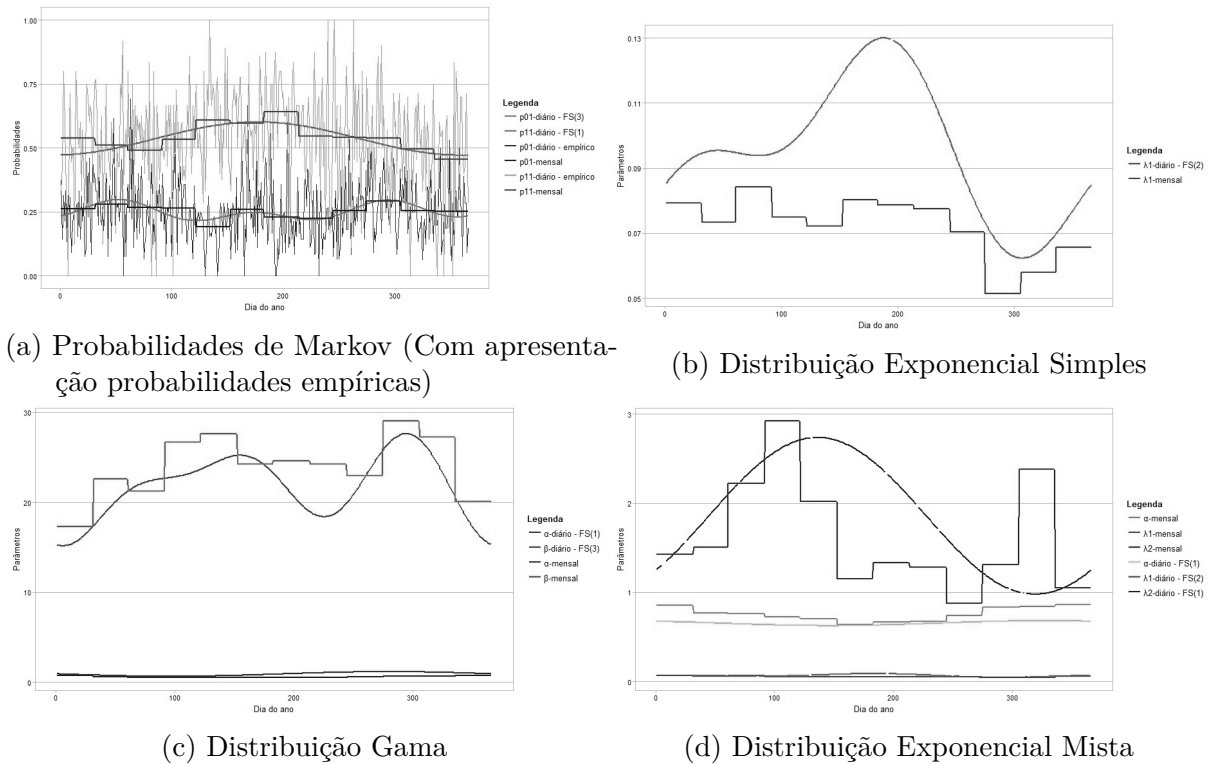 1.00
0.75
0.50
0.25
0.00
Probabilidades
0
100
200
300
Dia do ano
Legenda
p01-diário - FS(3)
p11-diário - FS(1)
p01-diário - empírico
p01-mensal
p11-diário - empírico
p11-mensal
(a) Probabilidades de Markov (Com apresenta-
ção probabilidades empíricas)
0.13
0.11
0.09
0.07
0.05
Parâmetros
0
100
200
300
Dia do ano
Legenda
λ1-diário - FS(2)
λ1-mensal
(b) Distribuição Exponencial Simples
30
20
10
0
Parâmetros
0
100
200
300
Dia do ano
Legenda
α-diário - FS(1)
β-diário - FS(3)
α-mensal
β-mensal
(c) Distribuição Gama
3
2
1
0
Parâmetros
0
100
200
300
Dia do ano
Legenda
α-mensal
λ1-mensal
λ2-mensal
α-diário - FS(1)
λ1-diário - FS(2)
λ2-diário - FS(1)
(d) Distribuição Exponencial Mista